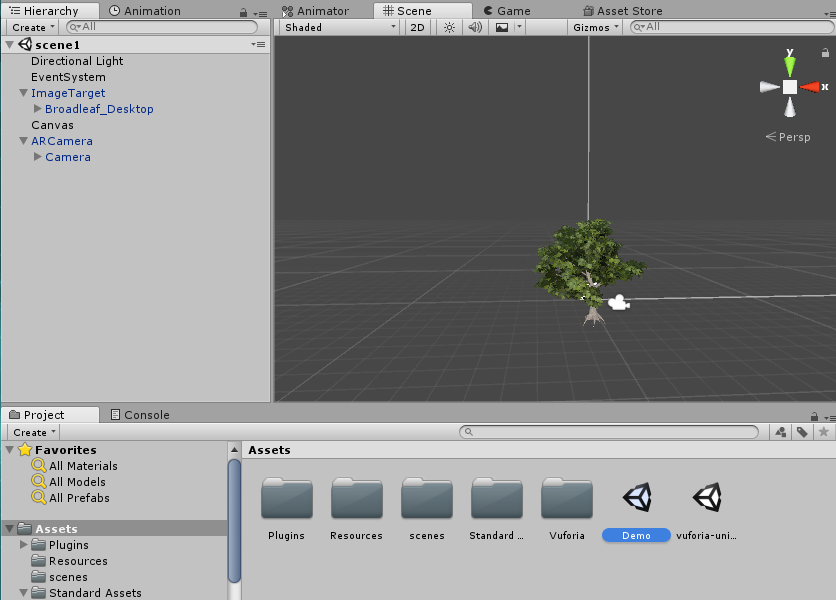 Hierarchy
Animation
Create
All
scene1
Directional Light
EventSystem
ImageTarget
Broadleaf_Desktop
Canvas
ARCamera
Camera
Animator
Scene
Game
Asset Store
Shaded
2D
Gizmos
All
y
x
Persp
Project
Console
Create
Favorites
All Materials
All Models
All Prefabs
Assets
Plugins
Resources
scenes
Standard Assets
Assets
Plugins
Resources
scenes
Standard ...
Vuforia
Demo
vuforia-uni...